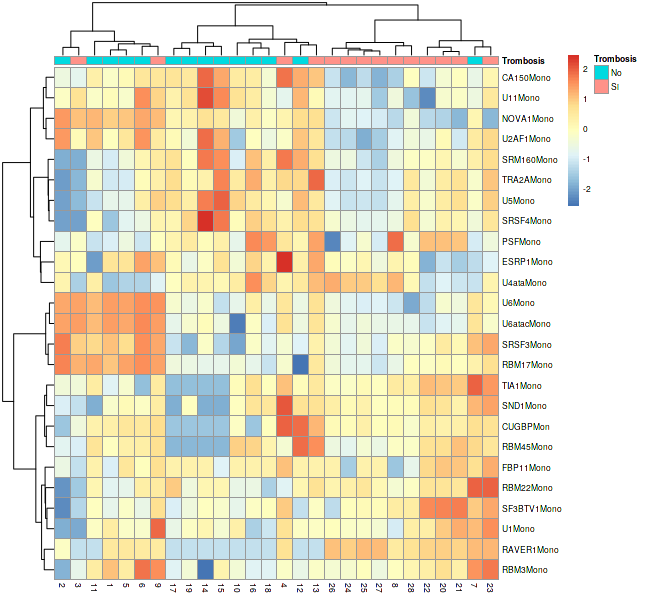 Trombosis
CA150Mono
U11Mono
NOVA1Mono
U2AF1Mono
SRM160Mono
TRA2AMono
U5Mono
SRSF4Mono
PSFMono
ESRP1Mono
U4ataMono
U6Mono
U6atacMono
SRSF3Mono
RBM17Mono
TIA1Mono
SND1Mono
CUGBPMon
RBM45Mono
FBP11Mono
RBM22Mono
SF3BTV1Mono
U1Mono
RAVER1Mono
RBM3Mono
2 3 11 1 5 6 9 17 19 14 15 10 16 18 4 12 13 26 24 25 27 8 28 22 20 21 7 23
2
1
0
-1
-2
Trombosis
No
SI